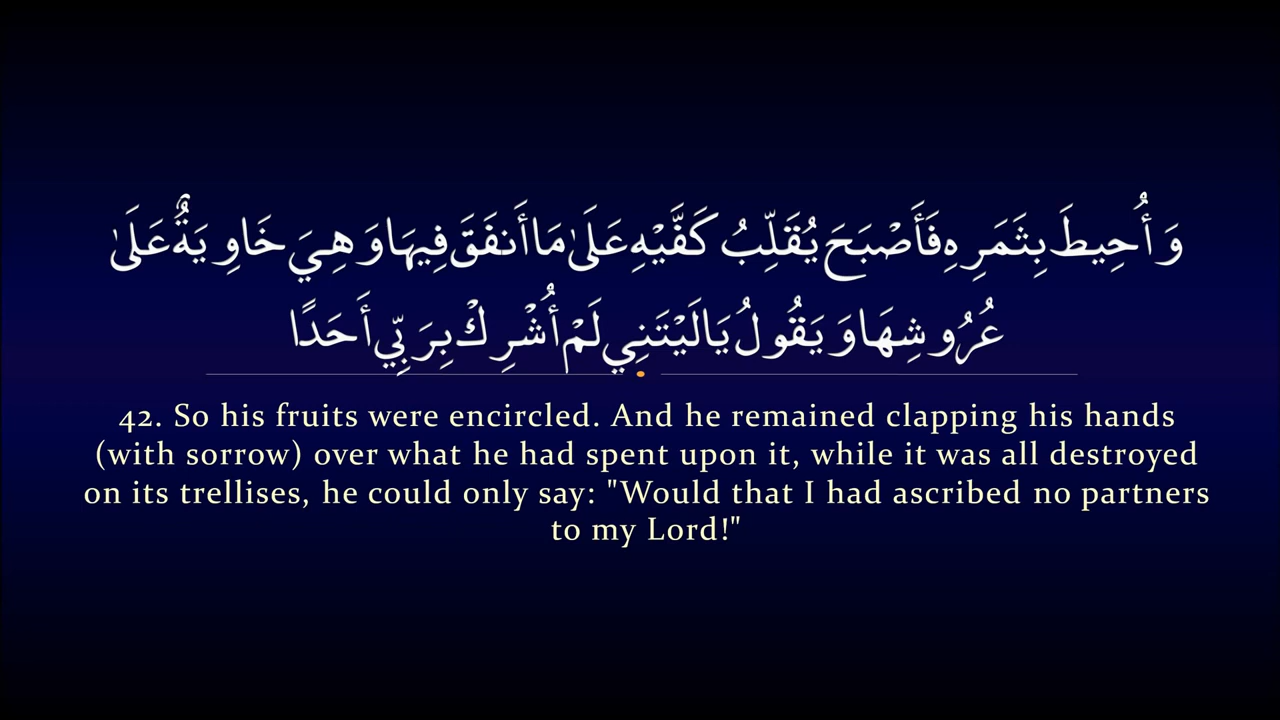 وَأُحِيطَ بِثَمَرِهِ فَأَصْبَحَ يُقَلِّبُ كَفَّيْهِ عَلَىٰ مَا أَنفَقَ فِيهَا وَهِيَ خَاوِيَةٌ عَلَىٰ
عُرُوشِهَا وَيَقُولُ يَا لَيْتَنِي لَمْ أُشْرِكْ بِرَبِّي أَحَدًا
42. So his fruits were encircled. And he remained clapping his hands
(with sorrow) over what he had spent upon it, while it was all destroyed
on its trellises, he could only say: "Would that I had ascribed no partners
to my Lord!"